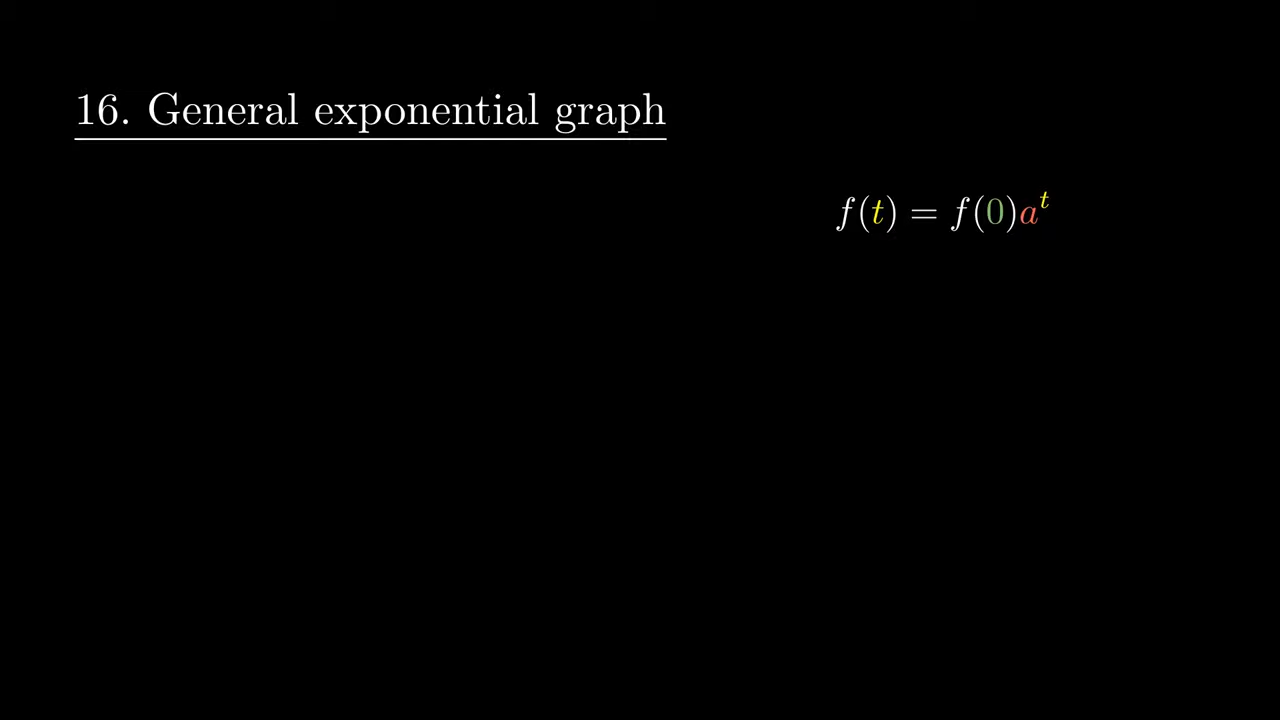 16. General exponential graph
f(t) = f(0)a^t